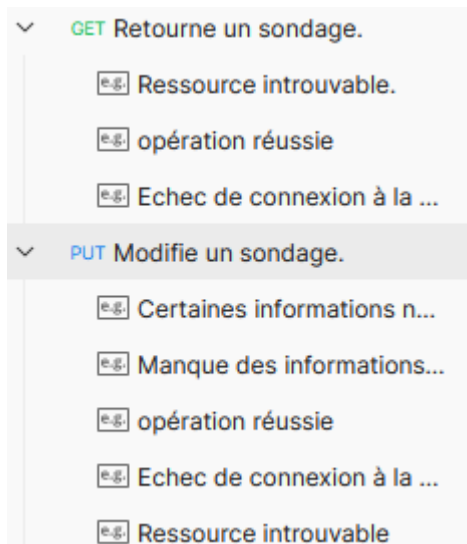 GET Retourne un sondage.
e.g. Ressource introuvable.
e.g. opération réussie
e.g. Echec de connexion à la ...
PUT Modifie un sondage.
e.g. Certaines informations n...
e.g. Manque des informations...
e.g. opération réussie
e.g. Echec de connexion à la ...
e.g. Ressource introuvable